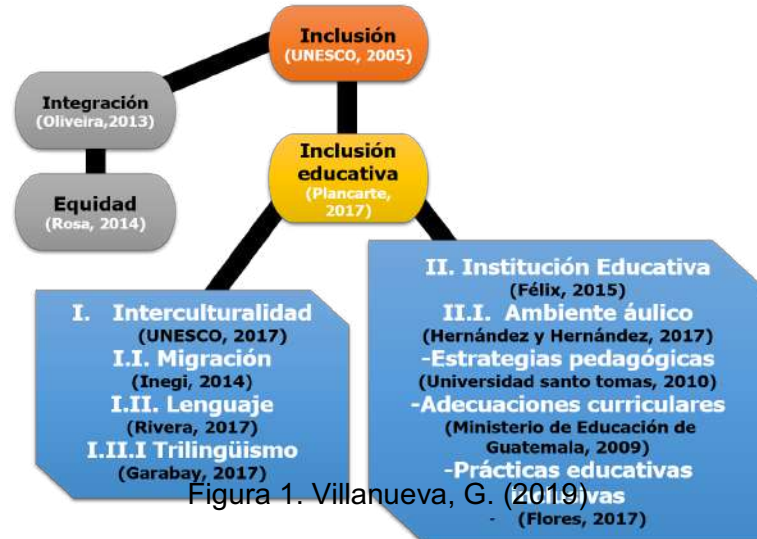 Inclusión
(UNESCO, 2005)
Integración
(Oliveira,2013)
Equidad
(Rosa, 2014)
Inclusión
educativa
(Plancarte,
2017)
I. Interculturalidad
(UNESCO, 2017)
I.I. Migración
(Inegi, 2014)
I.II. Lenguaje
(Rivera, 2017)
I.II.I Trilingüismo
(Garabay, 2017)
II. Institución Educativa
(Félix, 2015)
II.I. Ambiente áulico
(Hernández y Hernández, 2017)
-Estrategias pedagógicas
(Universidad santo tomas, 2010)
-Adecuaciones curriculares
(Ministerio de Educación de
Guatemala, 2009)
-Prácticas educativas
inclusivas
- (Flores, 2017)
Figura 1. Villanueva, G. (2019)